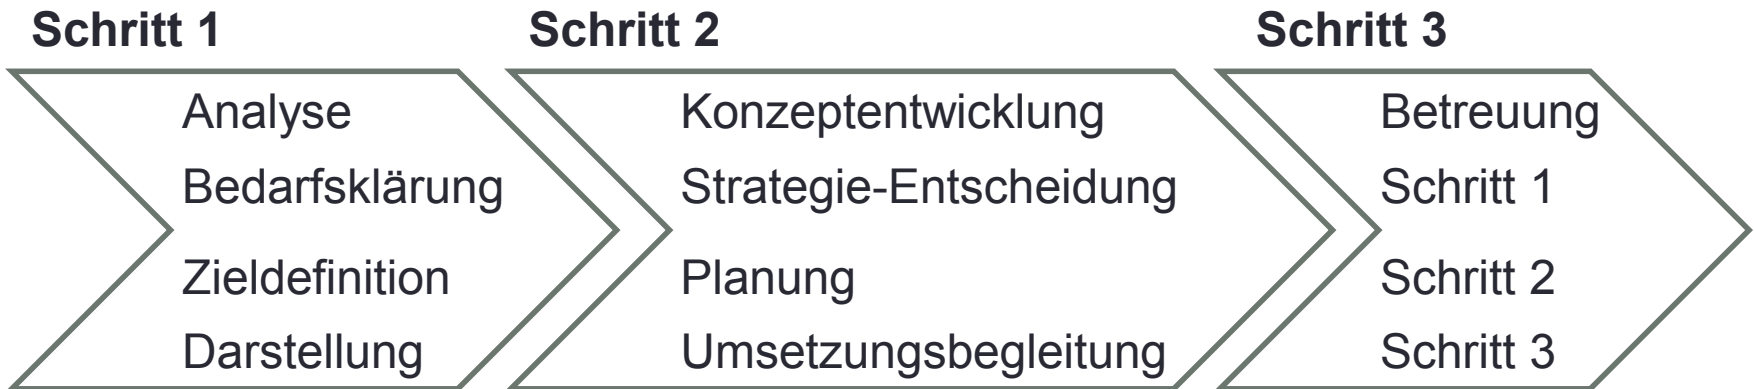 Schritt 1
Analyse
Bedarfsklärung
Zieldefinition
Darstellung
Schritt 2
Konzeptentwicklung
Strategie-Entscheidung
Planung
Umsetzungsbegleitung
Schritt 3
Betreuung
Schritt 1
Schritt 2
Schritt 3